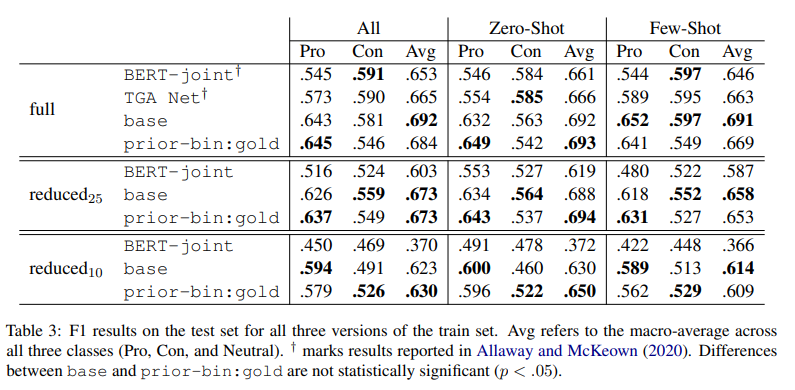 All Zero-Shot Few-Shot
Pro Con Avg Pro Con Avg Pro Con Avg
full
BERT-joint† .545 .591 .653 .546 .584 .661 .544 .597 .646
TGA Net† .573 .590 .665 .554 .585 .666 .589 .595 .663
base .643 .581 .692 .632 .563 .692 .652 .597 .691
prior-bin:gold .645 .546 .684 .649 .542 .693 .641 .549 .669
reduced25
BERT-joint .516 .524 .603 .553 .527 .619 .480 .522 .587
base .626 .559 .673 .634 .564 .688 .618 .552 .658
prior-bin:gold .637 .549 .673 .643 .537 .694 .631 .527 .653
reduced10
BERT-joint .450 .469 .370 .491 .478 .372 .422 .448 .366
base .594 .491 .623 .600 .460 .630 .589 .513 .614
prior-bin:gold .579 .526 .630 .596 .522 .650 .562 .529 .609
Table 3: F1 results on the test set for all three versions of the train set. Avg refers to the macro-average across
all three classes (Pro, Con, and Neutral). † marks results reported in Allaway and McKeown (2020). Differences
between base and prior-bin:gold are not statistically significant (p < .05).